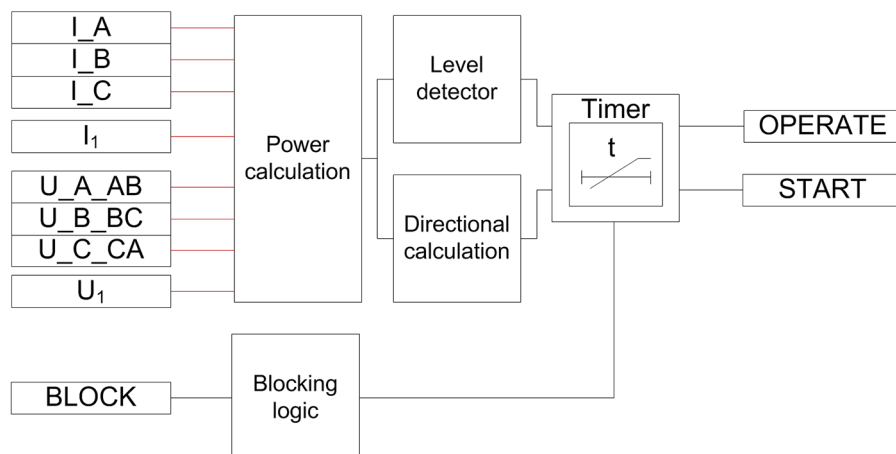 I_A
I_B
I_C
I₁
U_A_AB
U_B_BC
U_C_CA
U₁
BLOCK
Power
calculation
Blocking
logic
Level
detector
Directional
calculation
Timer
t
OPERATE
START